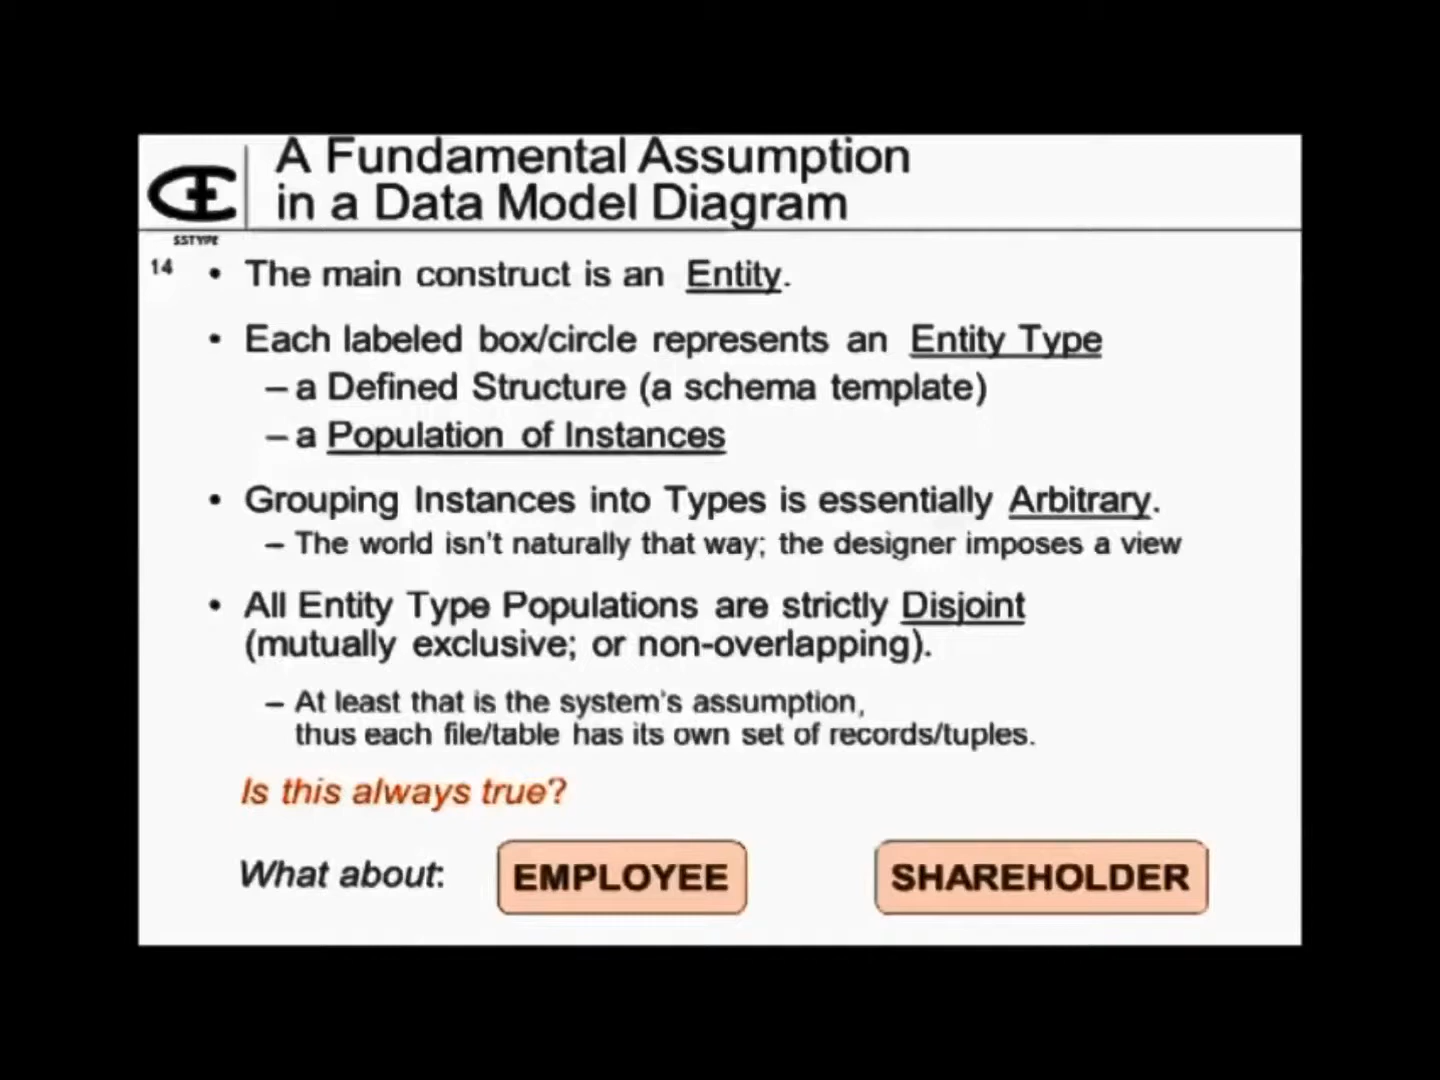 A Fundamental Assumption
in a Data Model Diagram
SSTYPE
14
• The main construct is an Entity.
• Each labeled box/circle represents an Entity Type
– a Defined Structure (a schema template)
– a Population of Instances
• Grouping Instances into Types is essentially Arbitrary.
– The world isn't naturally that way; the designer imposes a view
• All Entity Type Populations are strictly Disjoint
(mutually exclusive; or non-overlapping).
– At least that is the system's assumption,
thus each file/table has its own set of records/tuples.
Is this always true?
What about: EMPLOYEE SHAREHOLDER